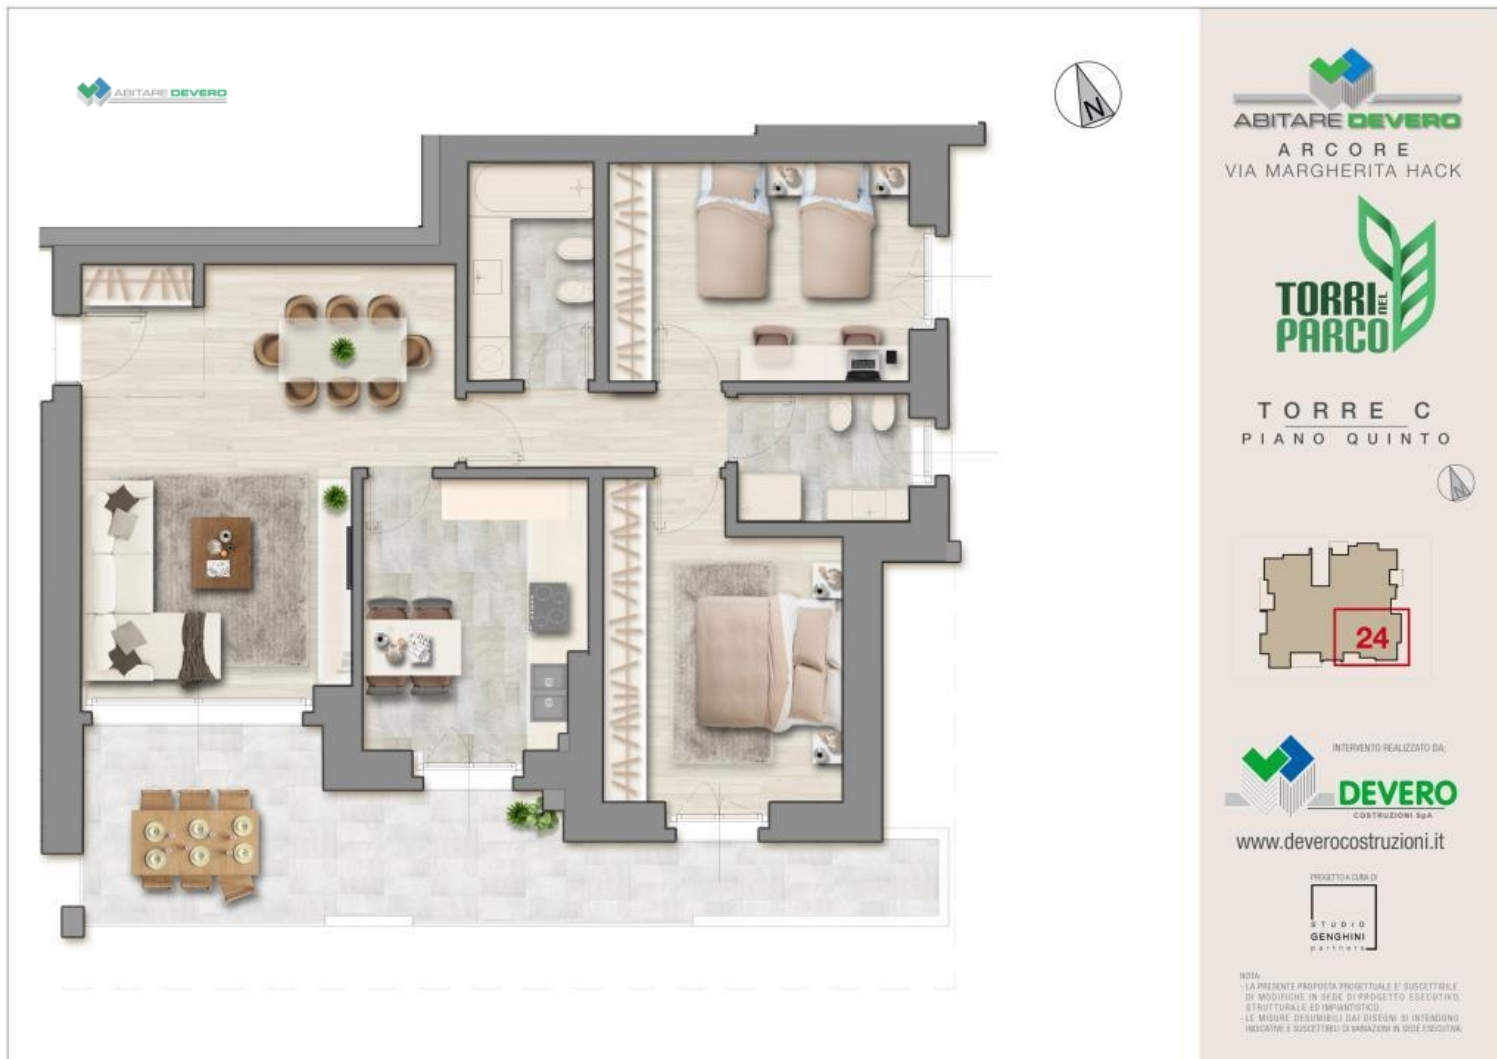 ABITARE DEVERO
N
ABITARE DEVERO
ARCORE
VIA MARGHERITA HACK
TORRI NEL
PARCO
TORRE C
PIANO QUINTO
N
24
INTERVENTO REALIZZATO DA:
DEVERO
COSTRUZIONI SpA
www.deverocostruzioni.it
PROGETTO A CURA DI
STUDIO
GENGHINI
partners
NOTA:
- LA PRESENTE PROPOSTA PROGETTUALE E' SUSCETTIBILE
DI MODIFICHE IN SEDE DI PROGETTO ESECUTIVO,
STRUTTURALE ED IMPIANTISTICO.
- LE MISURE DESUMIBILI DAI DISEGNI SI INTENDONO
INDICATIVE E SUSCETTIBILI DI VARIAZIONI IN SEDE ESECUTIVA.